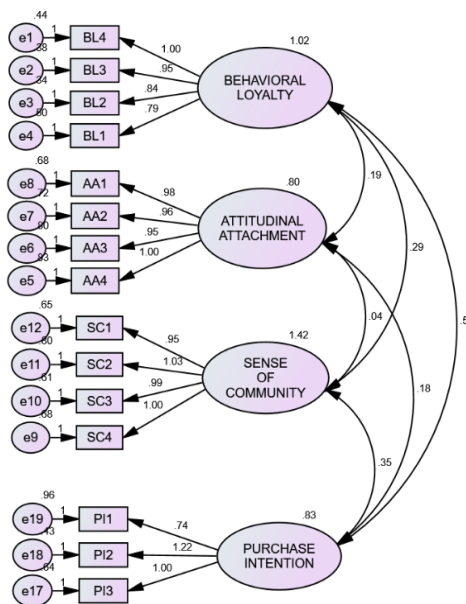 .44
e1 1 BL4
.38
e2 1 BL3
.34
e3 1 BL2
e4 1 BL1
1.00
.95
.84
.79
1.02
BEHAVIORAL
LOYALTY
.68
e8 1 AA1
.72
e7 1 AA2
e6 1 AA3
e5 1 AA4
.98
.96
.95
1.00
.80
ATTITUDINAL
ATTACHMENT
.65
e12 1 SC1
e11 1 SC2
.61
e10 1 SC3
.68
e9 1 SC4
.95
1.03
.99
1.00
1.42
SENSE
OF
COMMUNITY
.96
e19 1 PI1
.43
e18 1 PI2
.64
e17 1 PI3
.74
1.22
1.00
.83
PURCHASE
INTENTION
.19
.29
.04
.18
.35